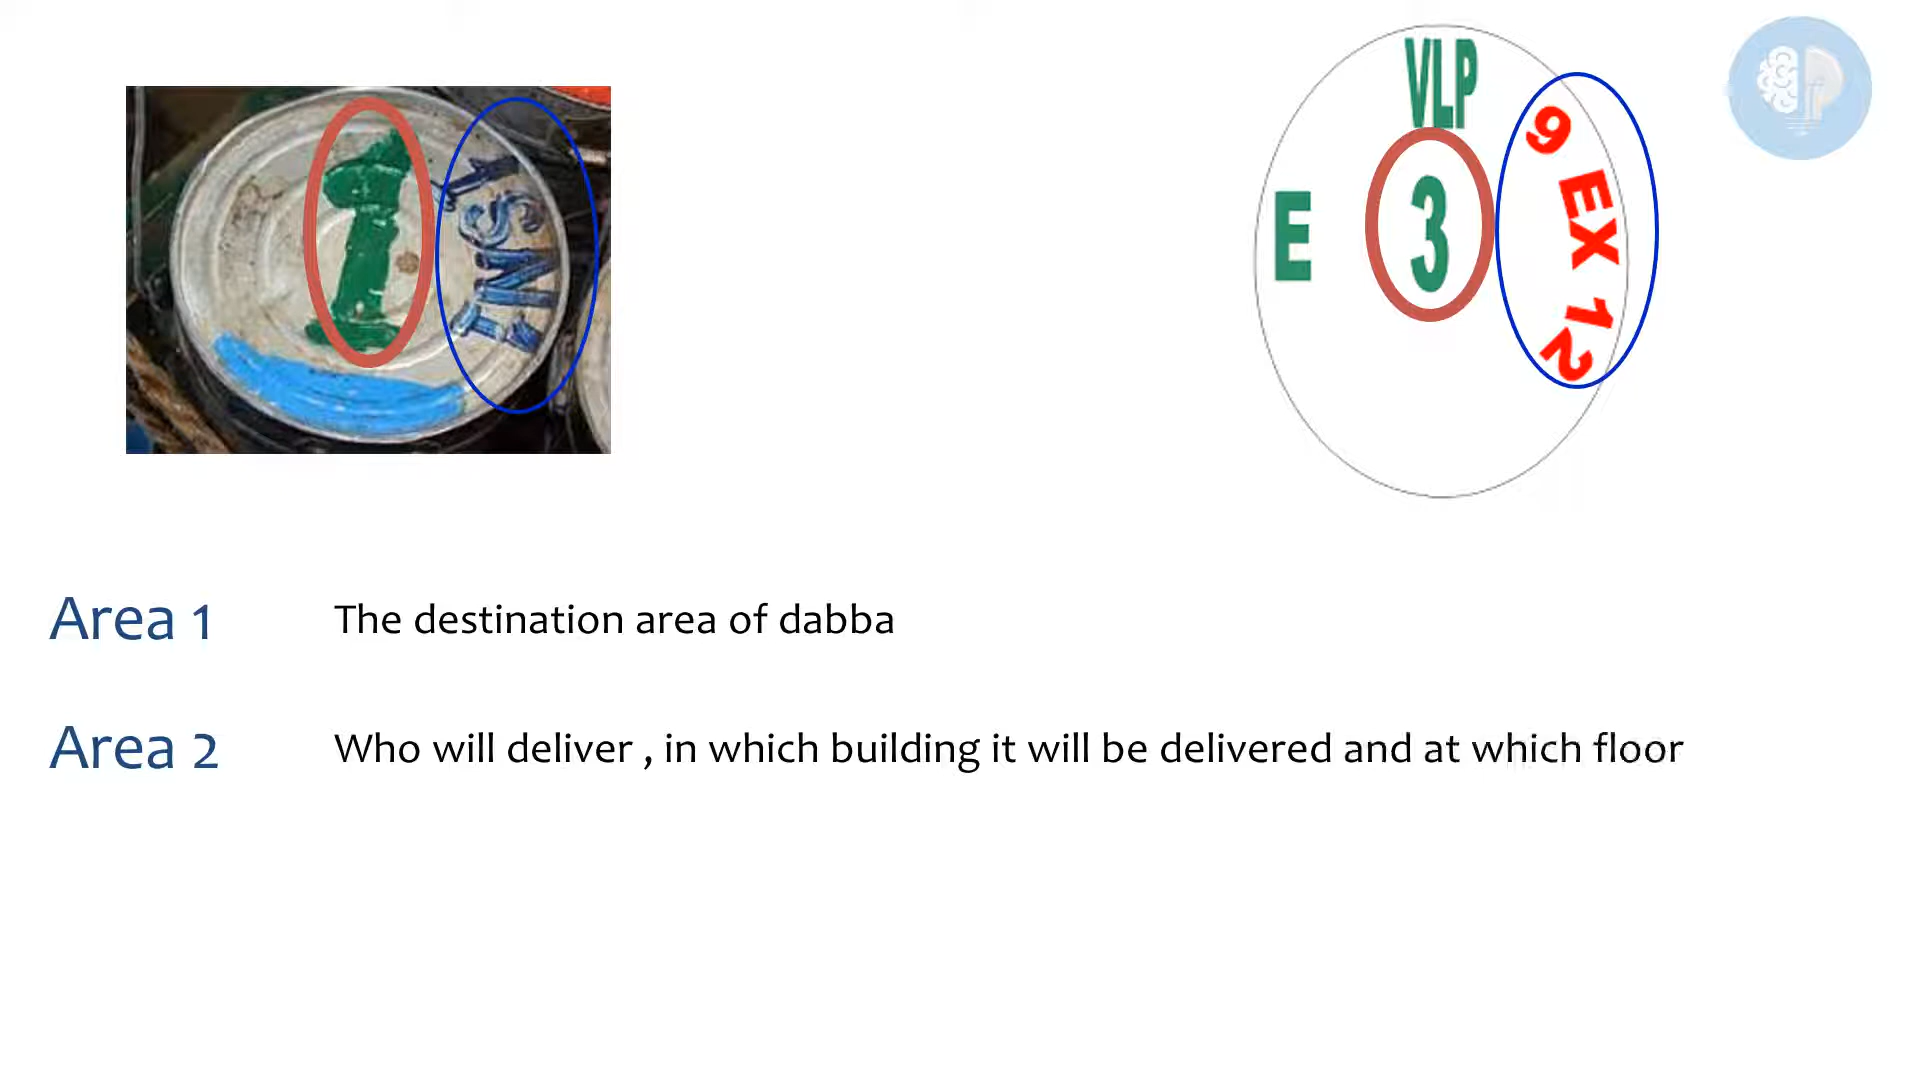 1
VLP
E
3
9 EX 12
Area 1
The destination area of dabba
Area 2
Who will deliver , in which building it will be delivered and at which floor